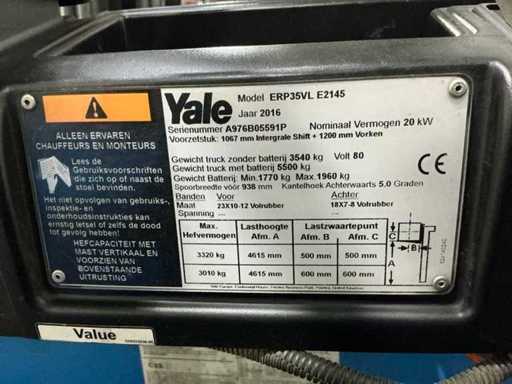 ALLEEN ERVAREN
CHAUFFEURS EN MONTEURS
Lees de
Gebruiksvoorschriften
die zich op of naast de
stoel bevinden.
Het niet opvolgen van gebruiks-,
inspektie- en
onderhoudsinstrukties kan
ernstig letsel of zelfs de dood
tot gevolg hebben!
HEFCAPACITEIT MET
MAST VERTIKAAL EN
VOORZIEN VAN
BOVENSTAANDE
UITRUSTING
Yale
Model ERP35VL E2145
Jaar 2016
Serienummer A976B05591P Nominaal Vermogen 20 kW
Voorzetstuk: 1067 mm Intergrale Shift + 1200 mm Vorken
Gewicht truck zonder batterij 3540 kg Volt 80
Gewicht truck met batterij 5500 kg
Gewicht Batterij: Min 1770 kg Max.1960 kg
Spoorbreedte vóór 938 mm Kantelhoek Achterwaarts 5,0 Graden
Banden Voor Achter
Maat 23X10-12 Volrubber 18X7-8 Volrubber
Spanning --- ---
CE
Max. Hefvermogen Lasthoogte Afm. A Lastzwaartepunt Afm. B Afm. C
3320 kg 4615 mm 500 mm 500 mm
3010 kg 4615 mm 600 mm 600 mm
C
B
A
Value